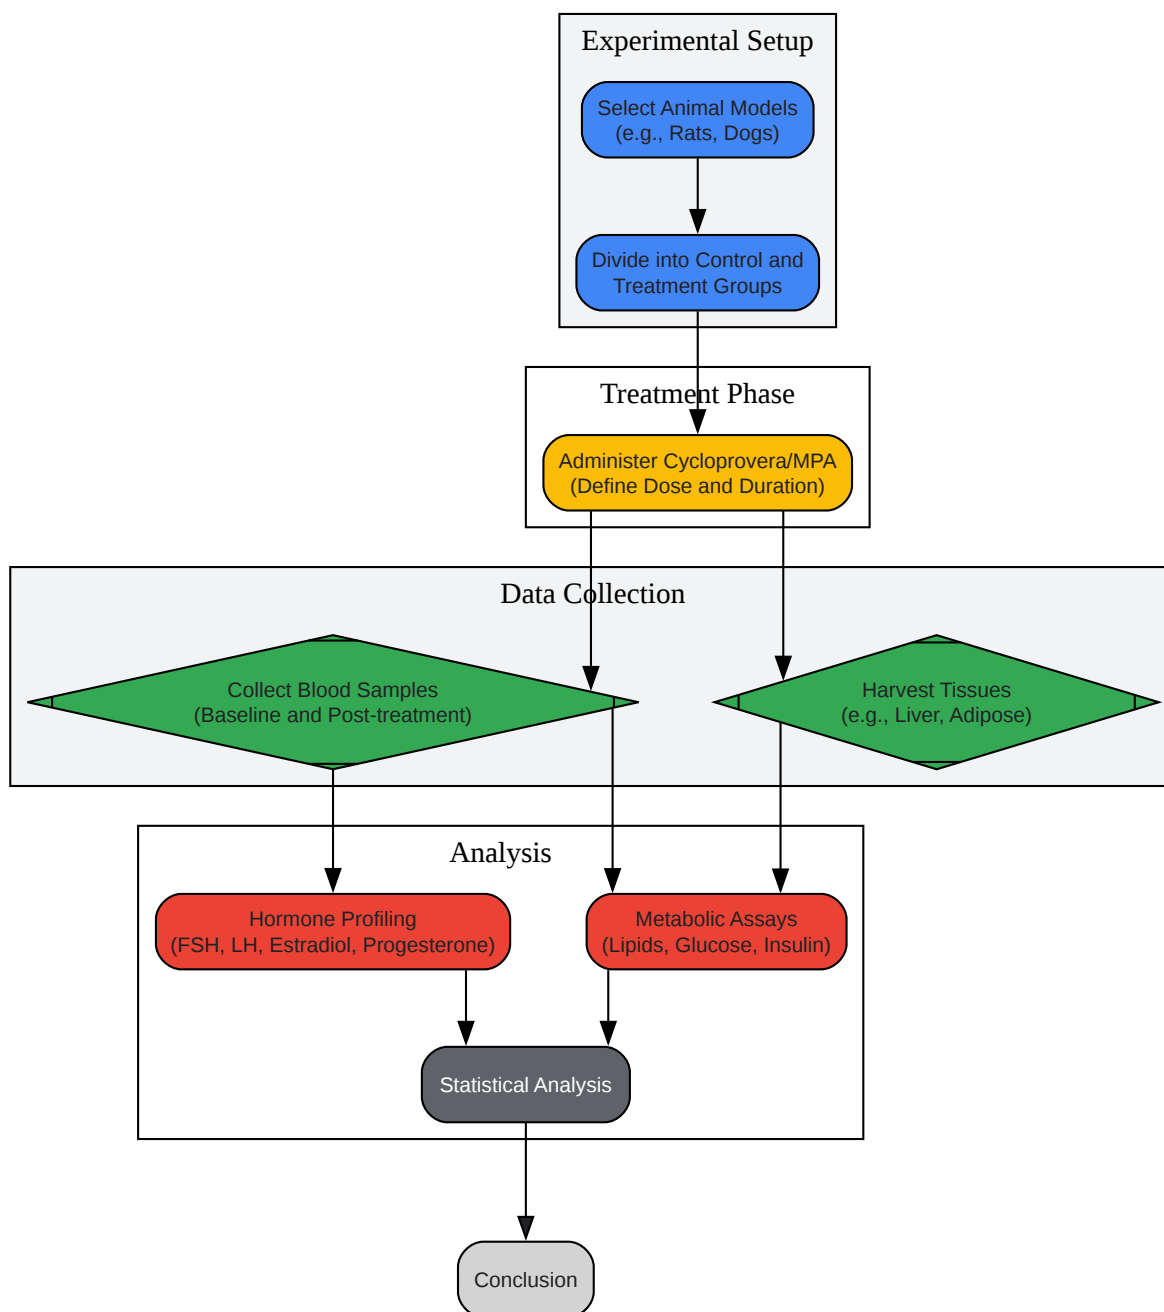 Experimental Setup
Select Animal Models
(e.g., Rats, Dogs)
Divide into Control and
Treatment Groups
Treatment Phase
Administer Cycloprovera/MPA
(Define Dose and Duration)
Data Collection
Collect Blood Samples
(Baseline and Post-treatment)
Harvest Tissues
(e.g., Liver, Adipose)
Analysis
Hormone Profiling
(FSH, LH, Estradiol, Progesterone)
Metabolic Assays
(Lipids, Glucose, Insulin)
Statistical Analysis
Conclusion